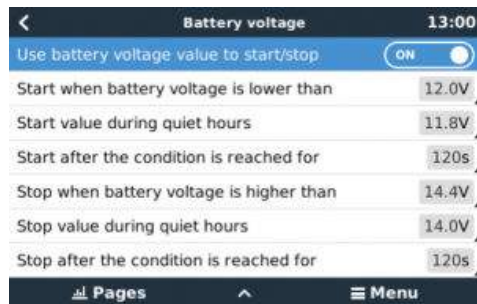 Battery voltage 13:00
Use battery voltage value to start/stop ON
Start when battery voltage is lower than 12.0V
Start value during quiet hours 11.8V
Start after the condition is reached for 120s
Stop when battery voltage is higher than 14.4V
Stop value during quiet hours 14.0V
Stop after the condition is reached for 120s
Pages Menu